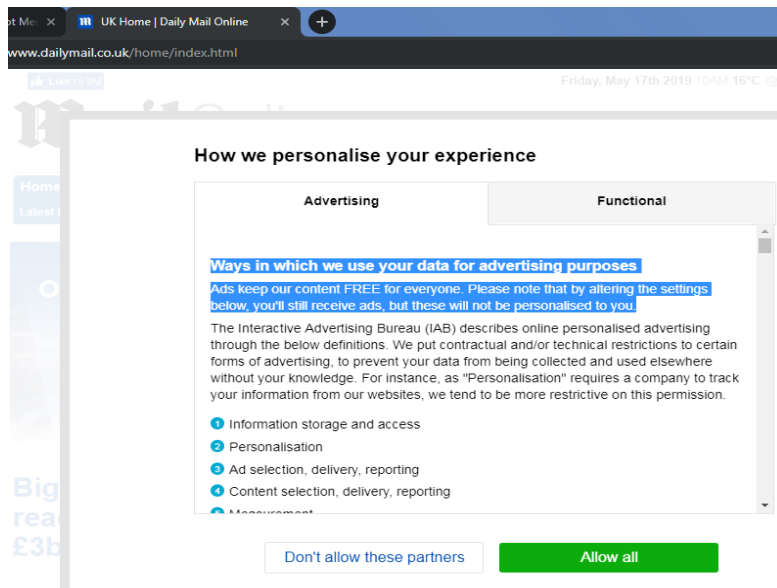 UK Home | Daily Mail Online
www.dailymail.co.uk/home/index.html
Like
Friday, May 17th 2019 10AM 16°C
How we personalise your experience
Home
Latest
Advertising
Functional
Ways in which we use your data for advertising purposes
Ads keep our content FREE for everyone. Please note that by altering the settings
below, you'll still receive ads, but these will not be personalised to you.
The Interactive Advertising Bureau (IAB) describes online personalised advertising
through the below definitions. We put contractual and/or technical restrictions to certain
forms of advertising, to prevent your data from being collected and used elsewhere
without your knowledge. For instance, as "Personalisation" requires a company to track
your information from our websites, we tend to be more restrictive on this permission.
1 Information storage and access
2 Personalisation
3 Ad selection, delivery, reporting
4 Content selection, delivery, reporting
5 Measurement
Big
£3b
Don't allow these partners
Allow all